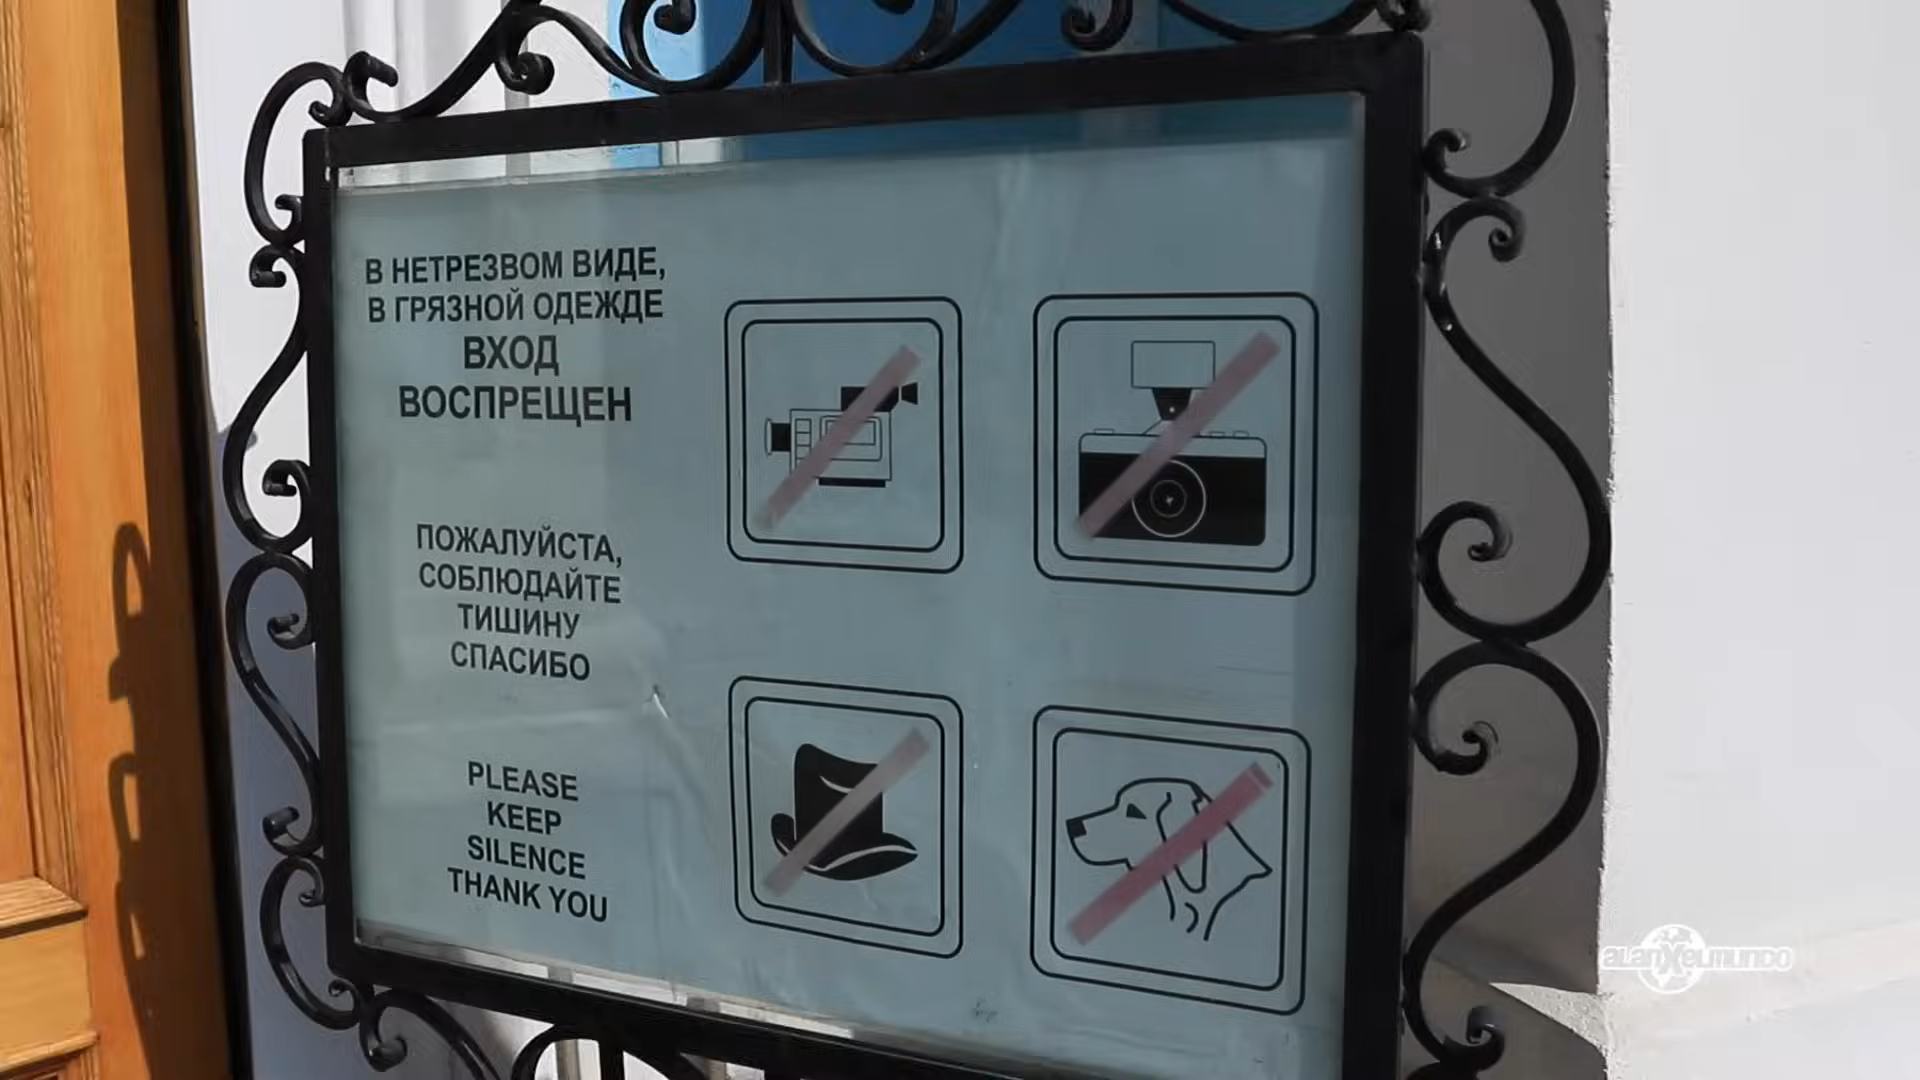 В НЕТРЕЗВОМ ВИДЕ,
В ГРЯЗНОЙ ОДЕЖДЕ
ВХОД
ВОСПРЕЩЕН
ПОЖАЛУЙСТА,
СОБЛЮДАЙТЕ
ТИШИНУ
СПАСИБО
PLEASE
KEEP
SILENCE
THANK YOU
alanxelmundo